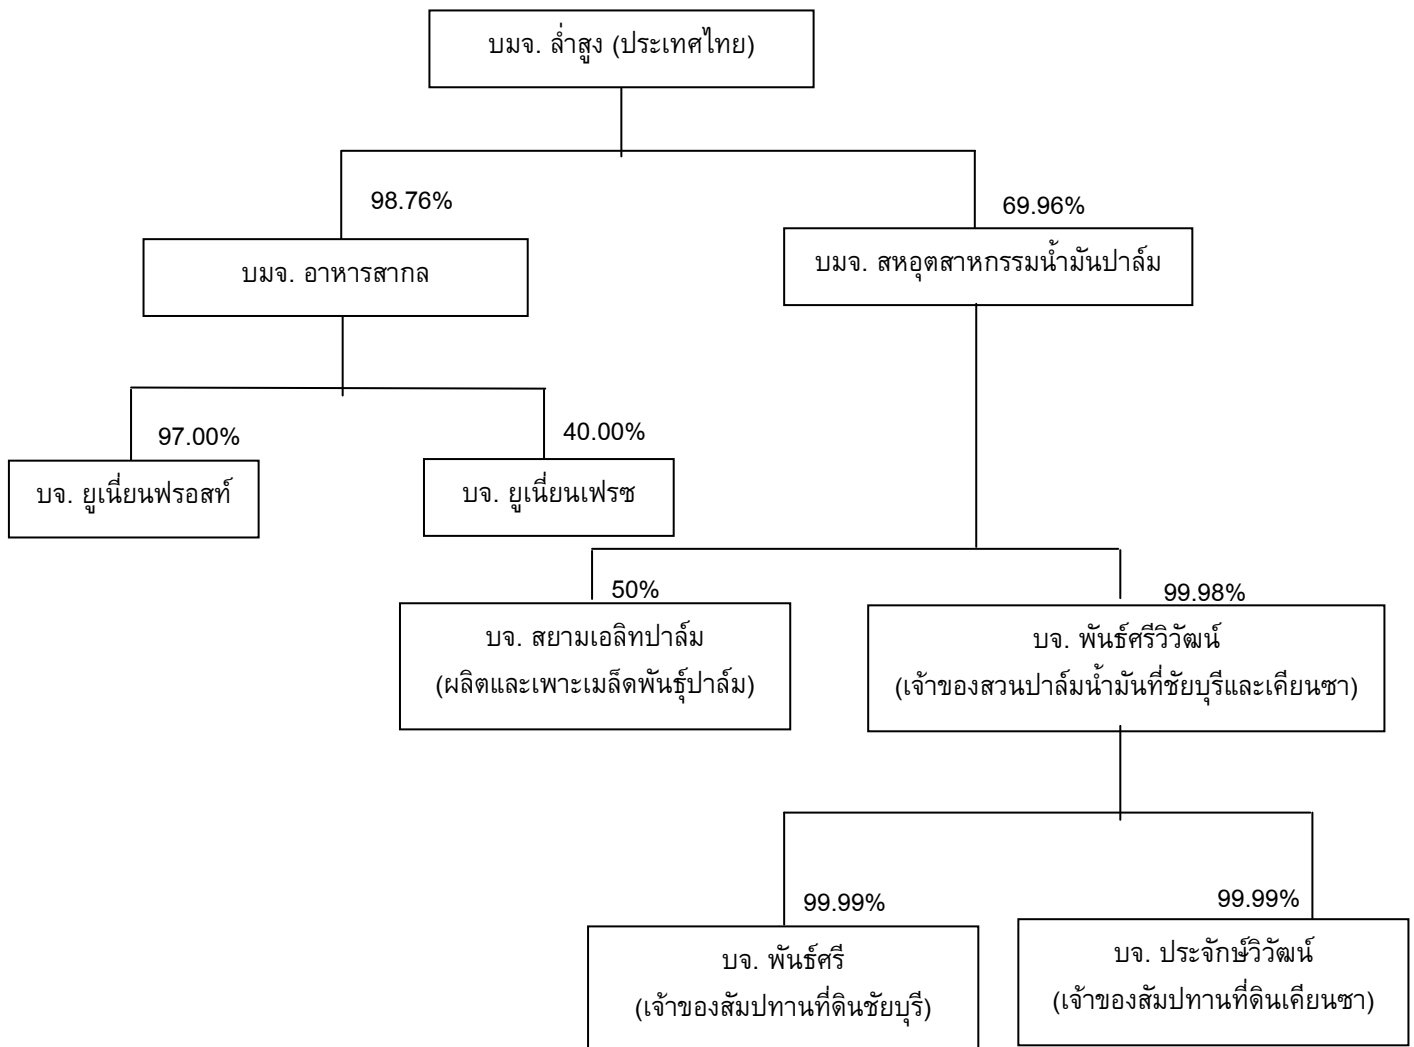 บมจ. ล่ำสูง (ประเทศไทย)
98.76%
69.96%
บมจ. อาหารสากล
บมจ. สหอุตสาหกรรมน้ำมันปาล์ม
97.00%
40.00%
บจ. ยูเนี่ยนฟรอสท์
บจ. ยูเนี่ยนเฟรซ
50%
99.98%
บจ. สยามเอลิทปาล์ม
(ผลิตและเพาะเมล็ดพันธุ์ปาล์ม)
บจ. พันธ์ศรีวิวัฒน์
(เจ้าของสวนปาล์มน้ำมันที่ชัยบุรีและเคียนซา)
99.99%
99.99%
บจ. พันธ์ศรี
(เจ้าของสัมปทานที่ดินชัยบุรี)
บจ. ประจักษ์วิวัฒน์
(เจ้าของสัมปทานที่ดินเคียนซา)